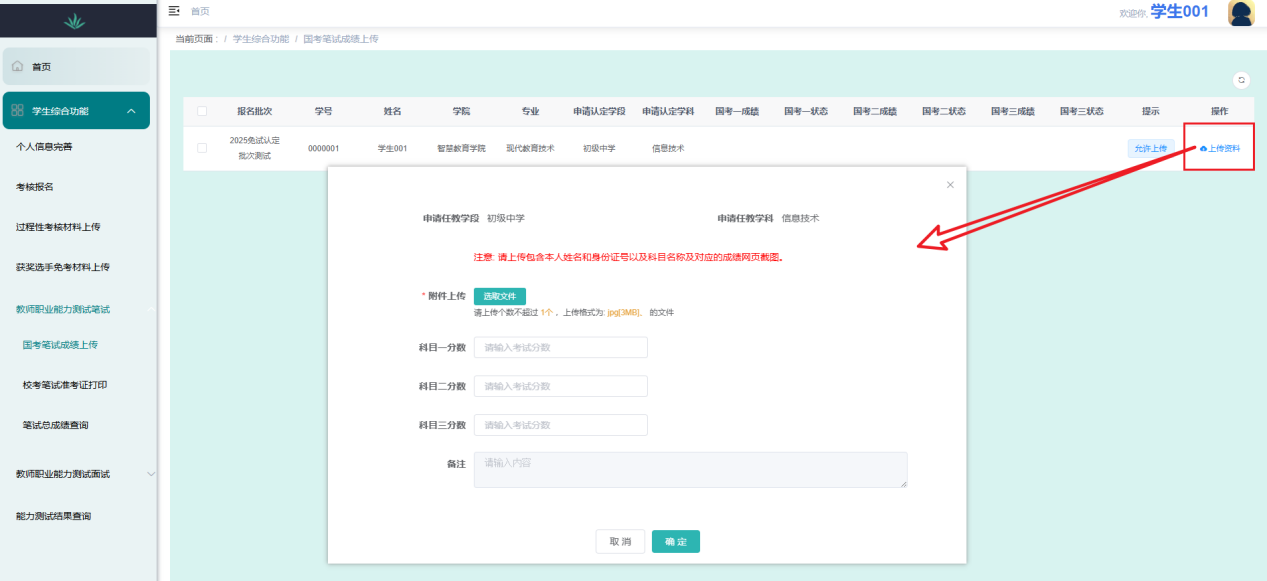 首页
欢迎你, 学生001
当前页面 : / 学生综合功能 / 国考笔试成绩上传
首页
学生综合功能
个人信息完善
考核报名
过程性考核材料上传
获奖选手免考材料上传
教师职业能力测试笔试
国考笔试成绩上传
校考笔试准考证打印
笔试总成绩查询
教师职业能力测试面试
能力测试结果查询
报名批次 学号 姓名 学院 专业 申请认定学段 申请认定学科 国考一成绩 国考一状态 国考二成绩 国考二状态 国考三成绩 国考三状态 提示 操作
2025免试认定
批次测试 0000001 学生001 智慧教育学院 现代教育技术 初级中学 信息技术 允许上传 上传资料
申请任教学段 初级中学 申请任教学科 信息技术
注意: 请上传包含本人姓名和身份证号以及科目名称及对应的成绩网页截图。
* 附件上传 选取文件
请上传个数不超过 1个 ，上传格式为: jpg[3MB]、 的文件
科目一分数 请输入考试分数
科目二分数 请输入考试分数
科目三分数 请输入考试分数
备注 请输入内容
取 消 确 定